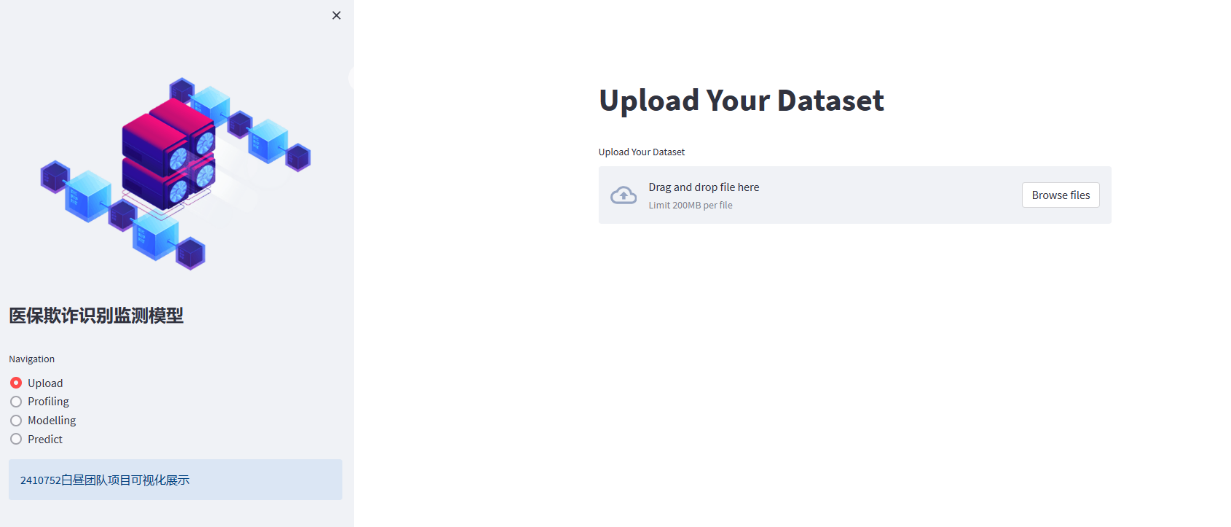 医保欺诈识别监测模型
Navigation
Upload
Profiling
Modelling
Predict
2410752白昼团队项目可视化展示
Upload Your Dataset
Upload Your Dataset
Drag and drop file here
Limit 200MB per file
Browse files